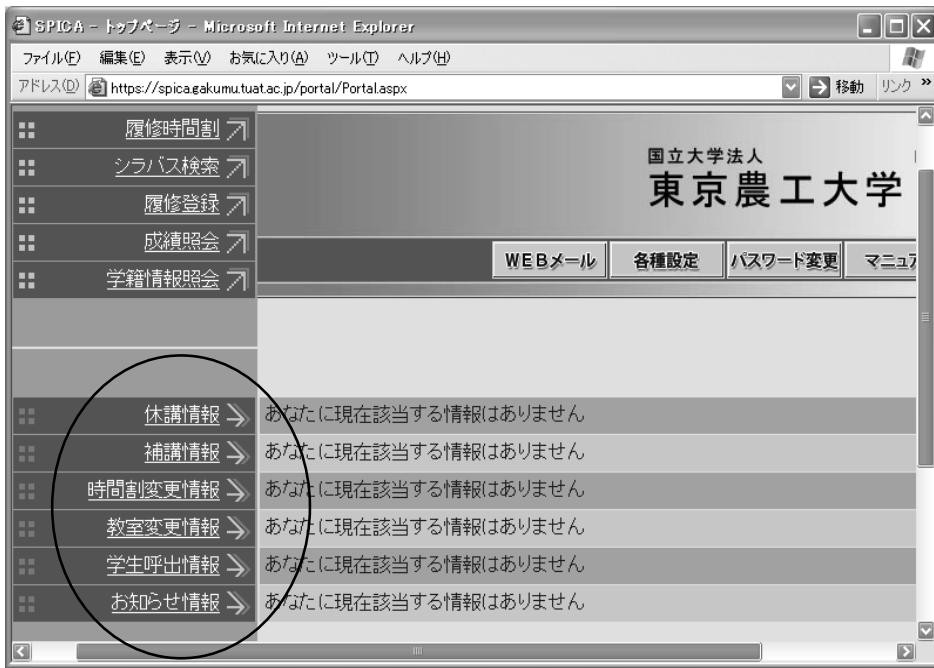 SPICA - トップページ - Microsoft Internet Explorer
ファイル(F) 編集(E) 表示(V) お気に入り(A) ツール(T) ヘルプ(H)
アドレス(D) https://spica.gakumu.tuat.ac.jp/portal/Portal.aspx 移動 リンク »
履修時間割
シラバス検索
履修登録
成績照会
学籍情報照会
国立大学法人
東京農工大学
WEBメール 各種設定 パスワード変更 マニュア
休講情報 あなたに現在該当する情報はありません
補講情報 あなたに現在該当する情報はありません
時間割変更情報 あなたに現在該当する情報はありません
教室変更情報 あなたに現在該当する情報はありません
学生呼出情報 あなたに現在該当する情報はありません
お知らせ情報 あなたに現在該当する情報はありません